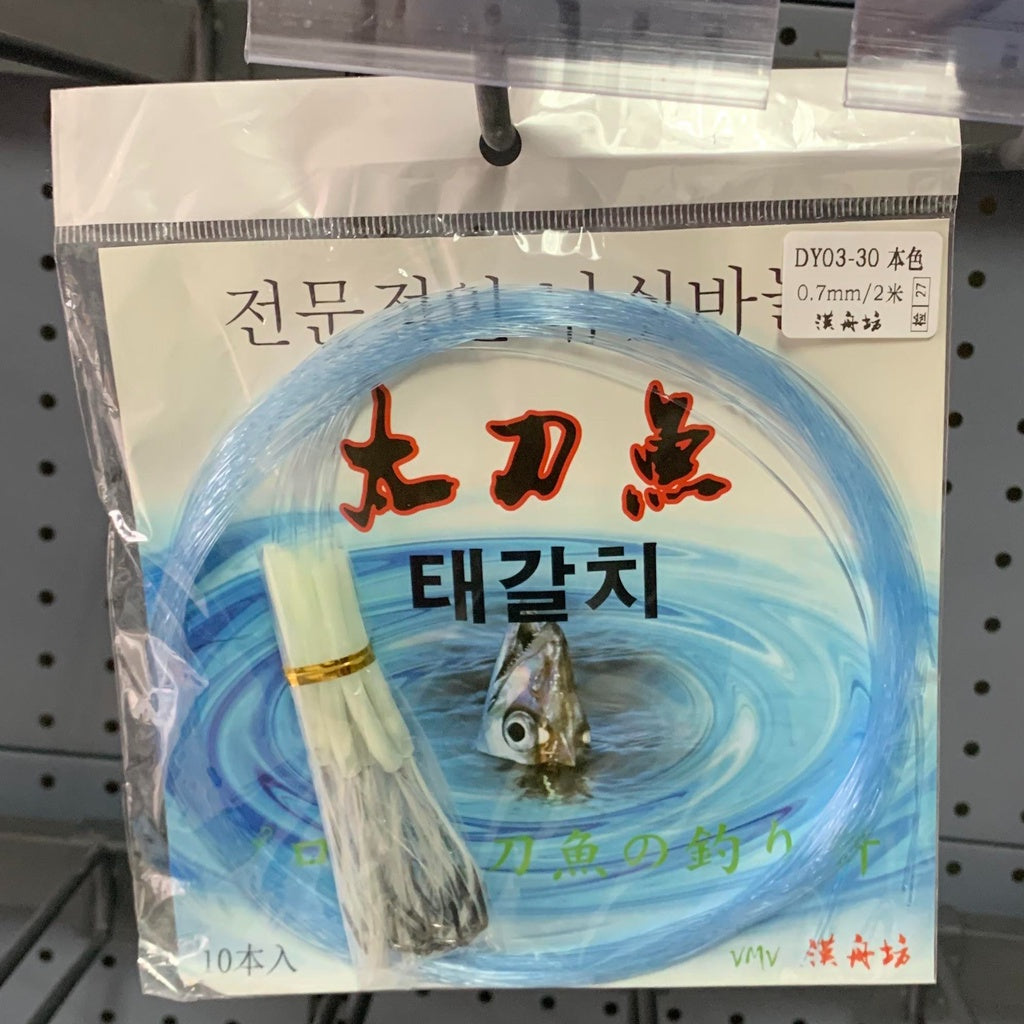 DY03-30 本色
0.7mm/2米
漢舟坊
27
전문
太刀魚
태갈치
刀魚の釣り
10本入
VMV 漢舟坊